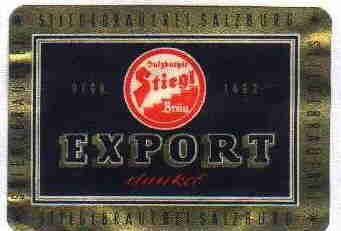 STIEGLBRAUEREI SALZBURG
Salzburger
Stiegl
Bräu
GEGR. 1492
EXPORT
dunkel
STIEGLBRAUEREI SALZBURG